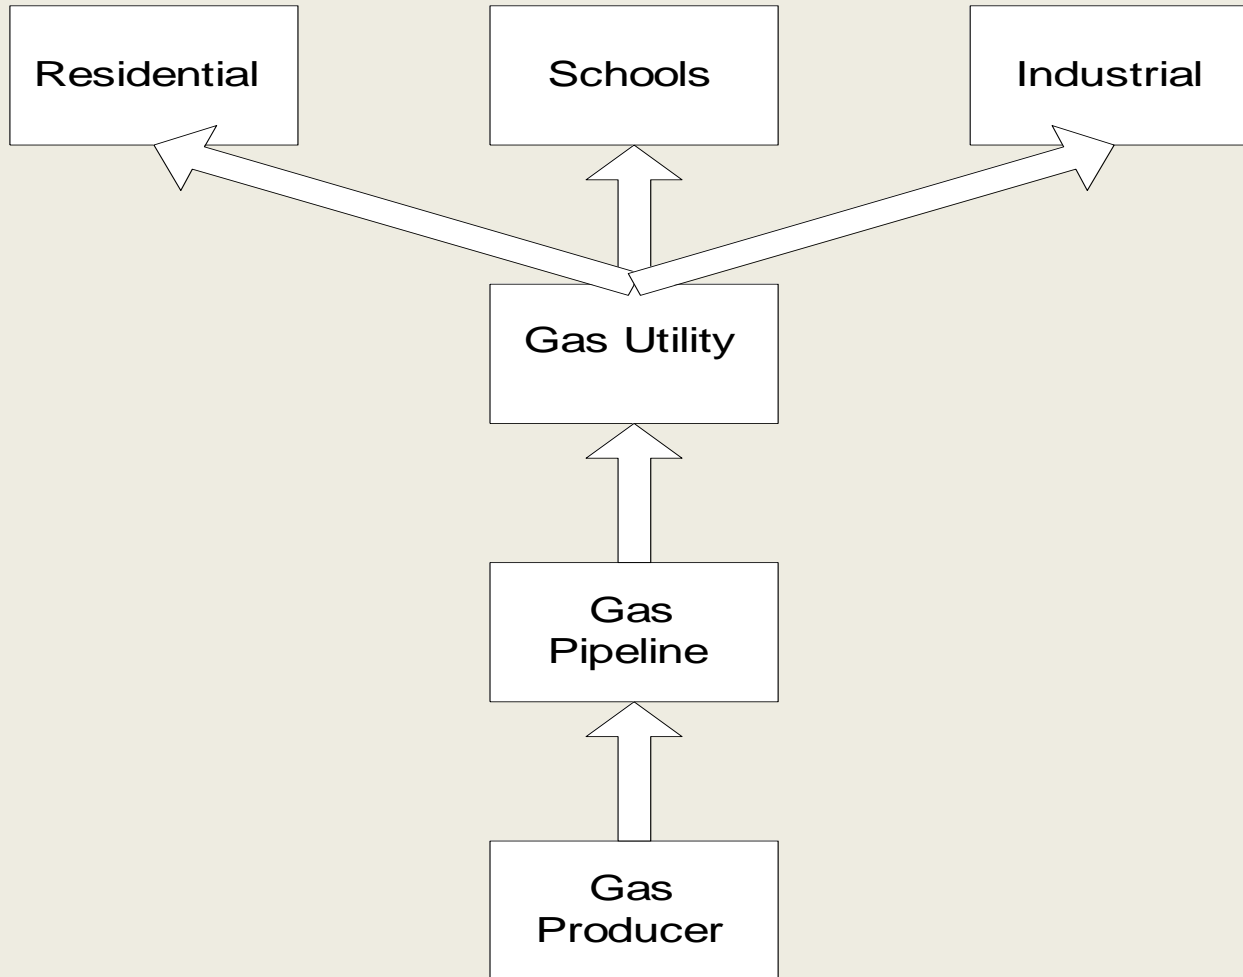 Residential
Schools
Industrial
Gas Utility
Gas
Pipeline
Gas
Producer